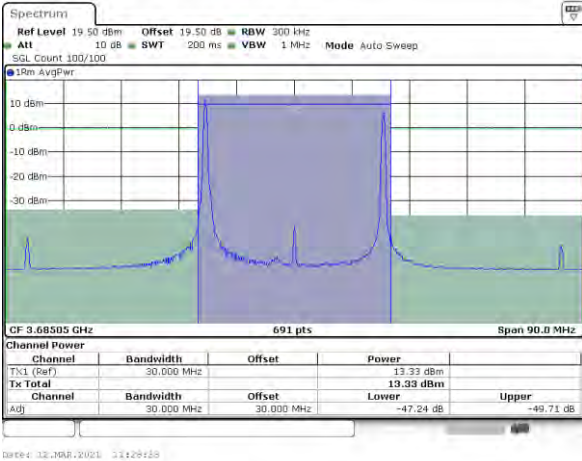 Spectrum
Ref Level 19.50 dBm Offset 19.50 dB RBW 300 kHz
Att 10 dB SWT 200 ms VBW 1 MHz Mode Auto Sweep
SGL Count 100/100
1Rm AvgPwr
10 dBm
0 dBm
-10 dBm
-20 dBm
-30 dBm
CF 3.68505 GHz 691 pts Span 90.0 MHz
Channel Power
Channel Bandwidth Offset Power
TX1 (Ref) 30.000 MHz 13.33 dBm
Tx Total 13.33 dBm
Channel Bandwidth Offset Lower Upper
Adj 30.000 MHz 30.000 MHz -47.24 dB -49.71 dB
Date: 12.MAR.2021